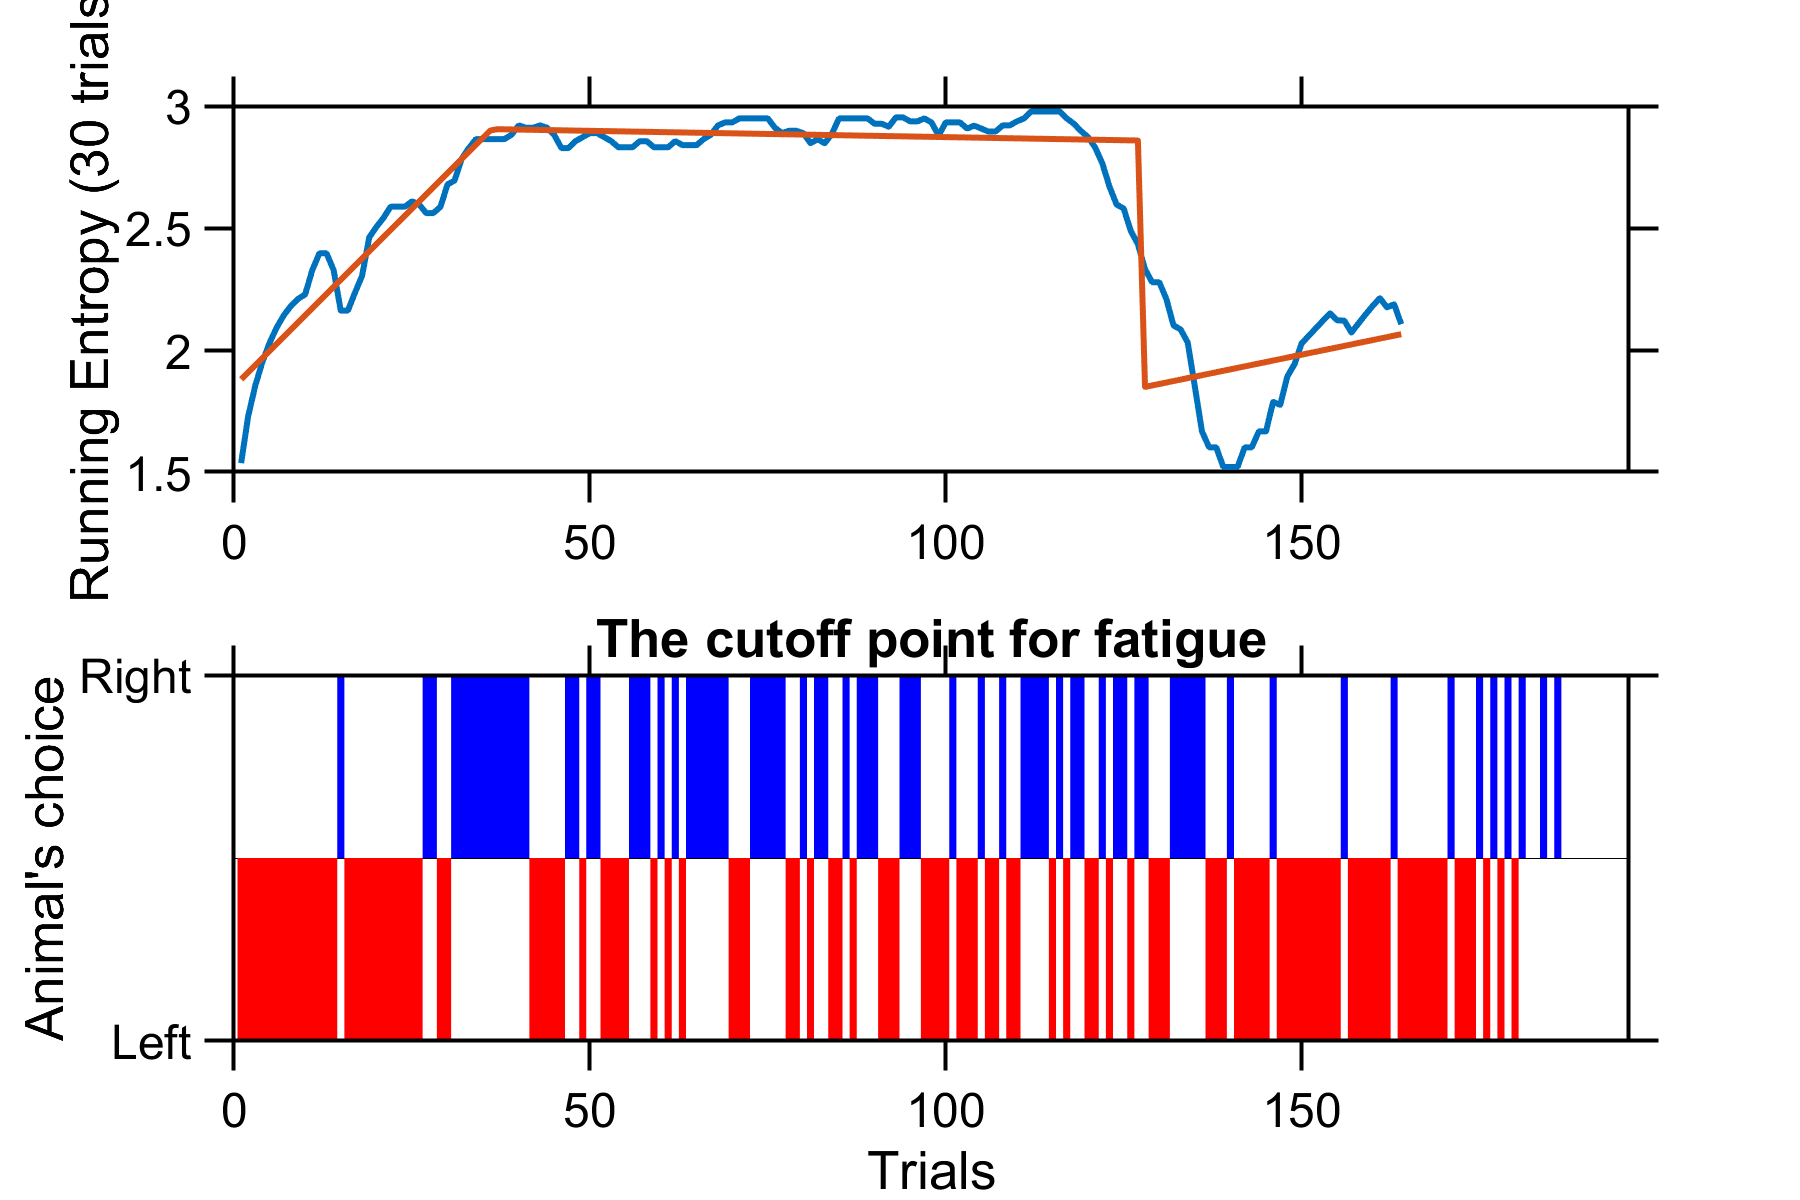 Running Entropy (30 trials
3
2.5
2
1.5
0 50 100 150
The cutoff point for fatigue
Animal's choice
Right
Left
0 50 100 150
Trials